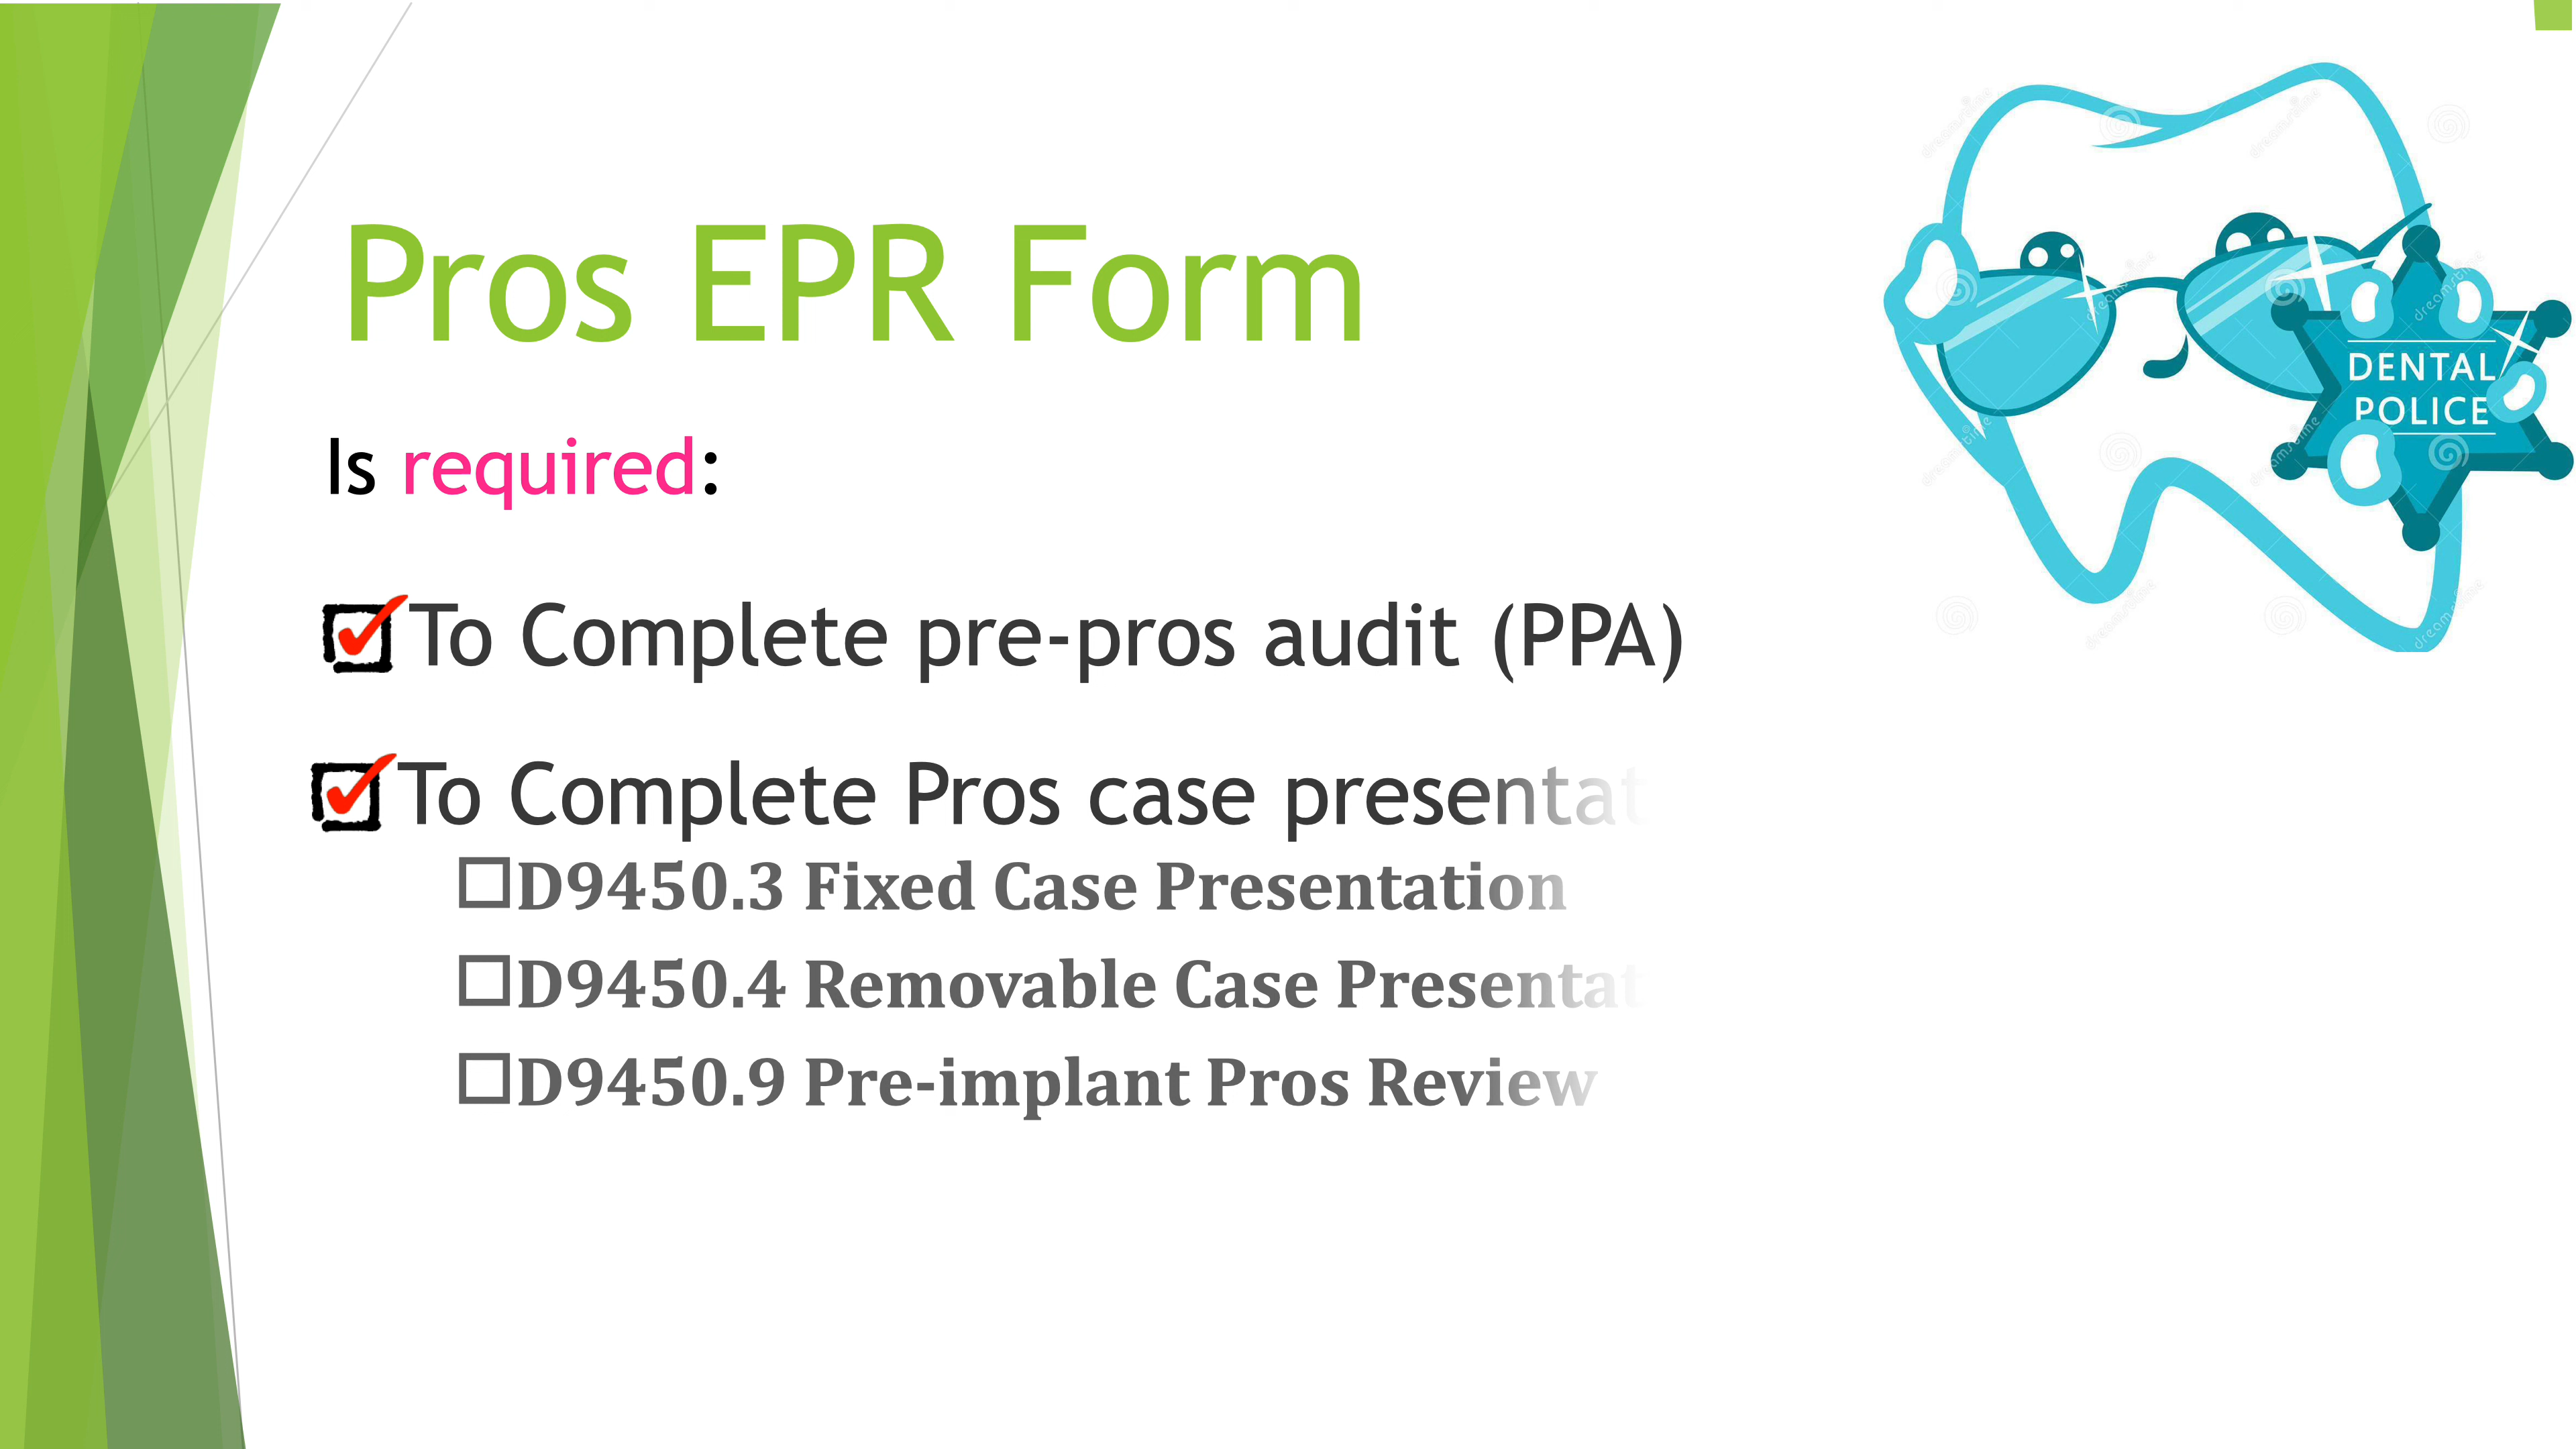 Pros EPR Form
DENTAL
POLICE
Is required:
To Complete pre-pros audit (PPA)
To Complete Pros case presentat
D9450.3 Fixed Case Presentation
D9450.4 Removable Case Presentat
D9450.9 Pre-implant Pros Review